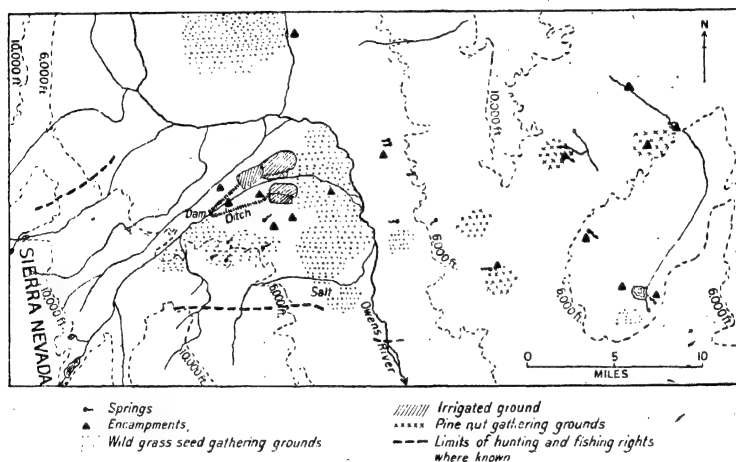 N
10,000 ft
6,000 ft
10,000 ft
6,000 ft
Dam
Ditch
Salt
SIERRA NEVADA
10,000 ft
6,000 ft
10,000 ft
Owens River
6,000 ft
6,000 ft
6,000 ft
0 5 10
MILES
Springs
Encampments
Wild grass seed gathering grounds
Irrigated ground
Pine nut gathering grounds
Limits of hunting and fishing rights
where known